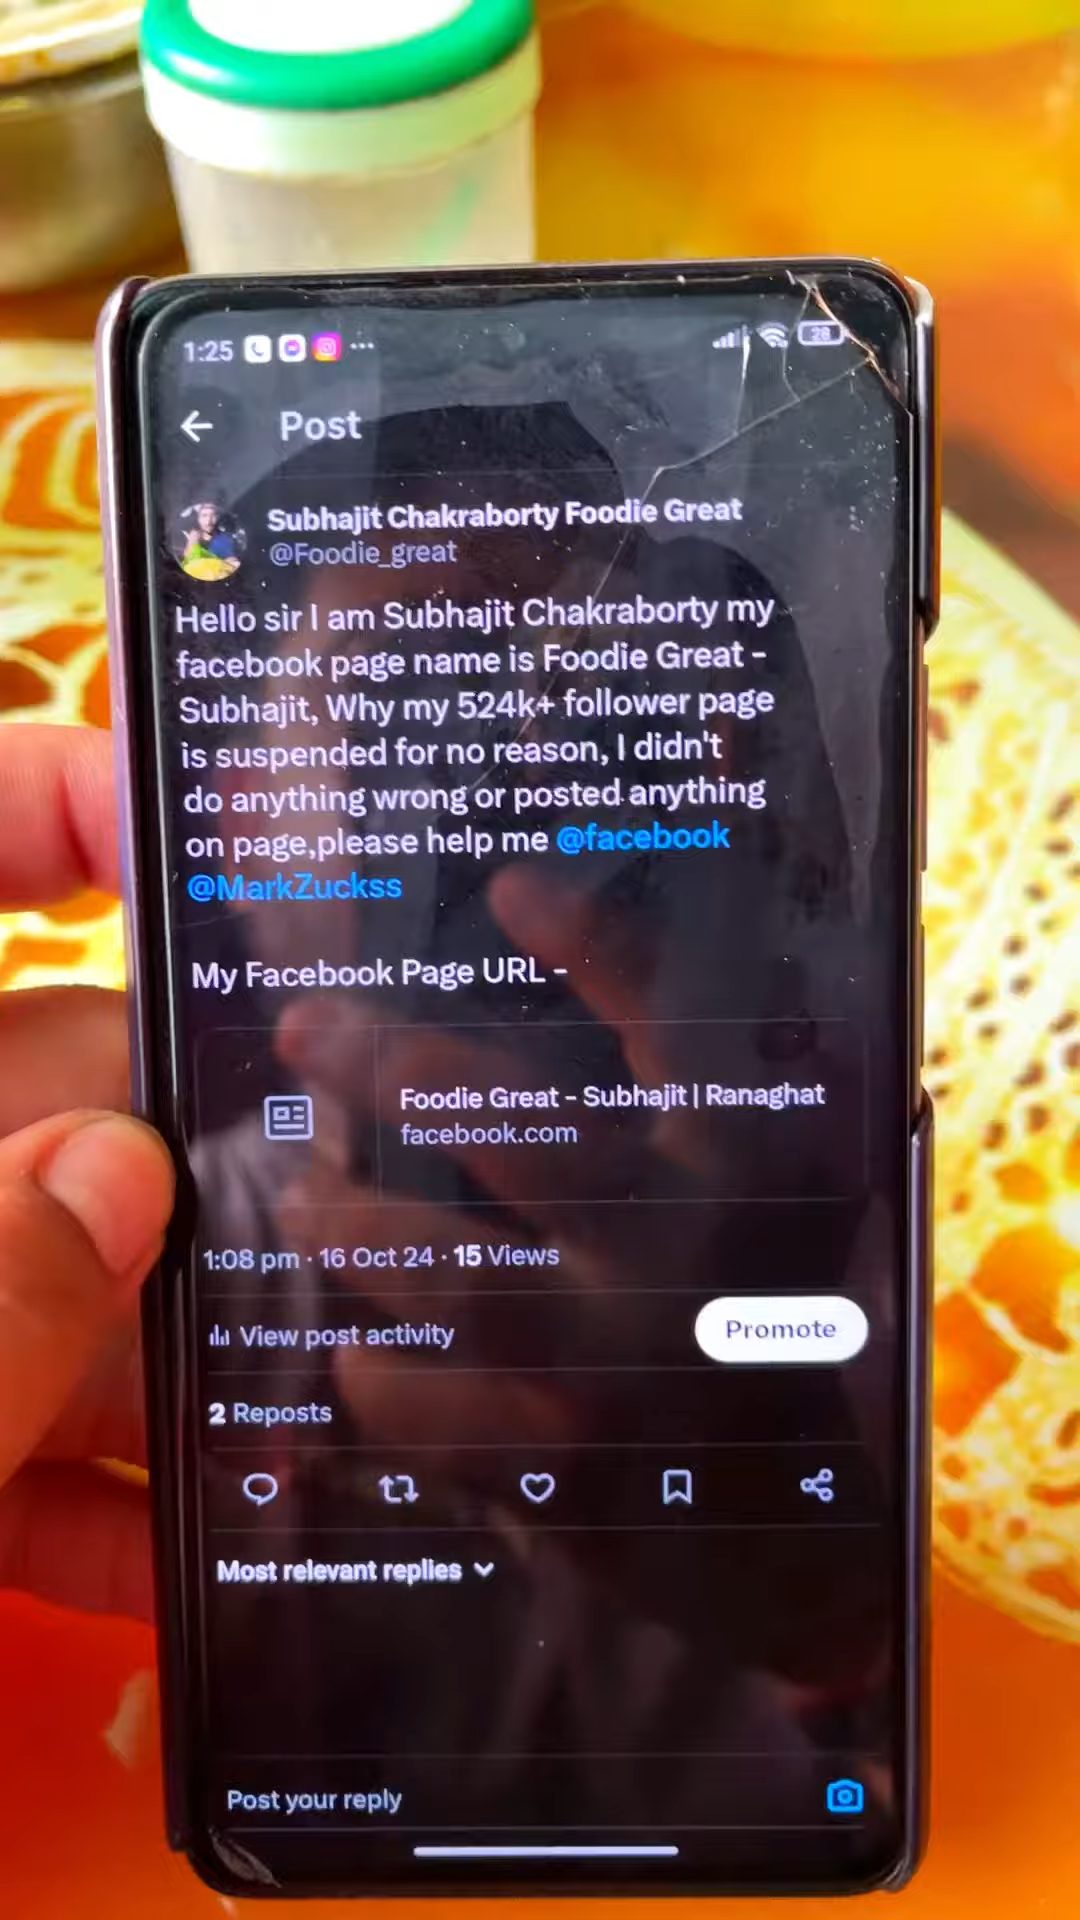 1:25
28
Post
Subhajit Chakraborty Foodie Great
@Foodie_great
Hello sir I am Subhajit Chakraborty my
facebook page name is Foodie Great -
Subhajit, Why my 524k+ follower page
is suspended for no reason, I didn't
do anything wrong or posted anything
on page,please help me @facebook
@MarkZuckss
My Facebook Page URL -
Foodie Great - Subhajit | Ranaghat
facebook.com
1:08 pm · 16 Oct 24 · 15 Views
View post activity
Promote
2 Reposts
Most relevant replies
Post your reply